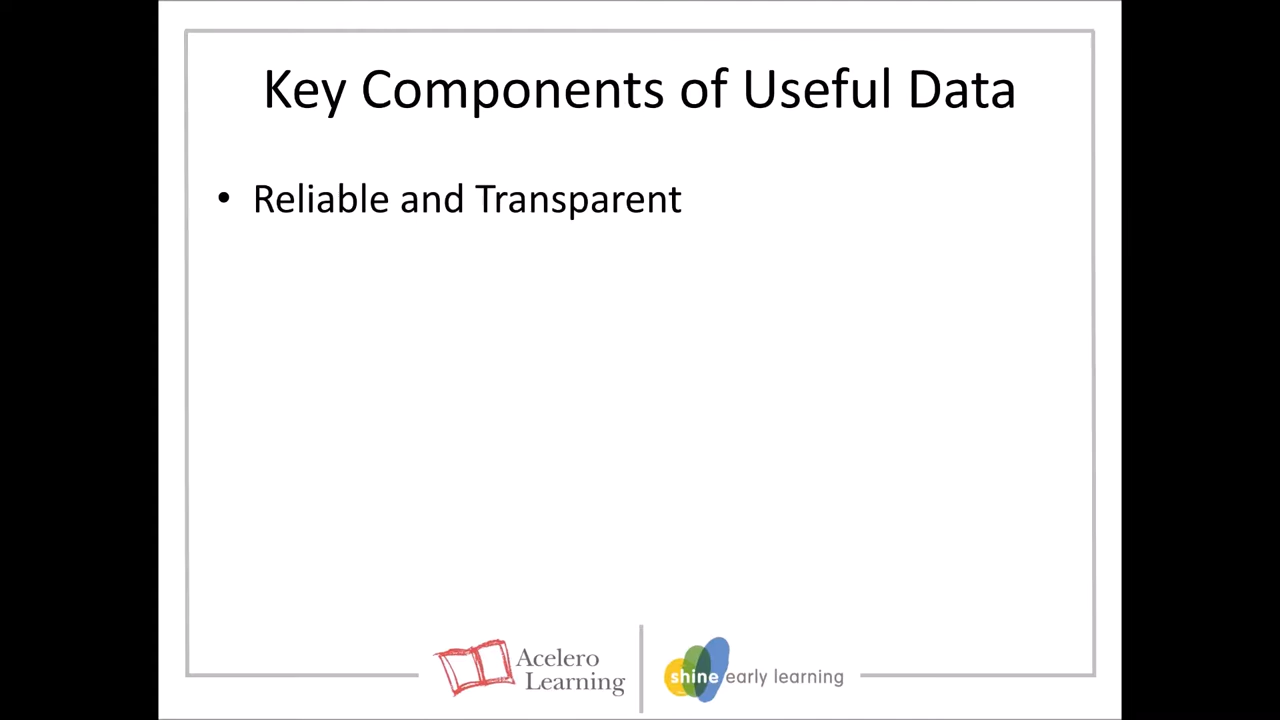 Key Components of Useful Data
• Reliable and Transparent
Acelero
Learning
shine early learning